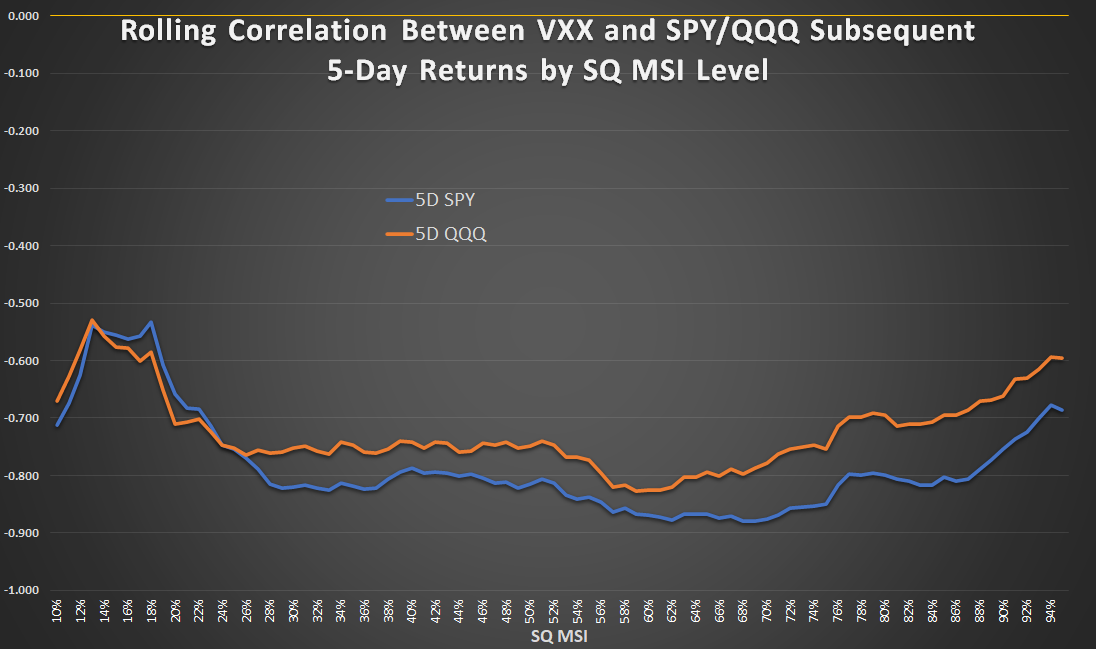 Rolling Correlation Between VXX and SPY/QQQ Subsequent
5-Day Returns by SQ MSI Level
0.000
-0.100
-0.200
-0.300
-0.400
-0.500
-0.600
-0.700
-0.800
-0.900
-1.000
5D SPY
5D QQQ
10% 12% 14% 16% 18% 20% 22% 24% 26% 28% 30% 32% 34% 36% 38% 40% 42% 44% 46% 48% 50% 52% 54% 56% 58% 60% 62% 64% 66% 68% 70% 72% 74% 76% 78% 80% 82% 84% 86% 88% 90% 92% 94%
SQ MSI